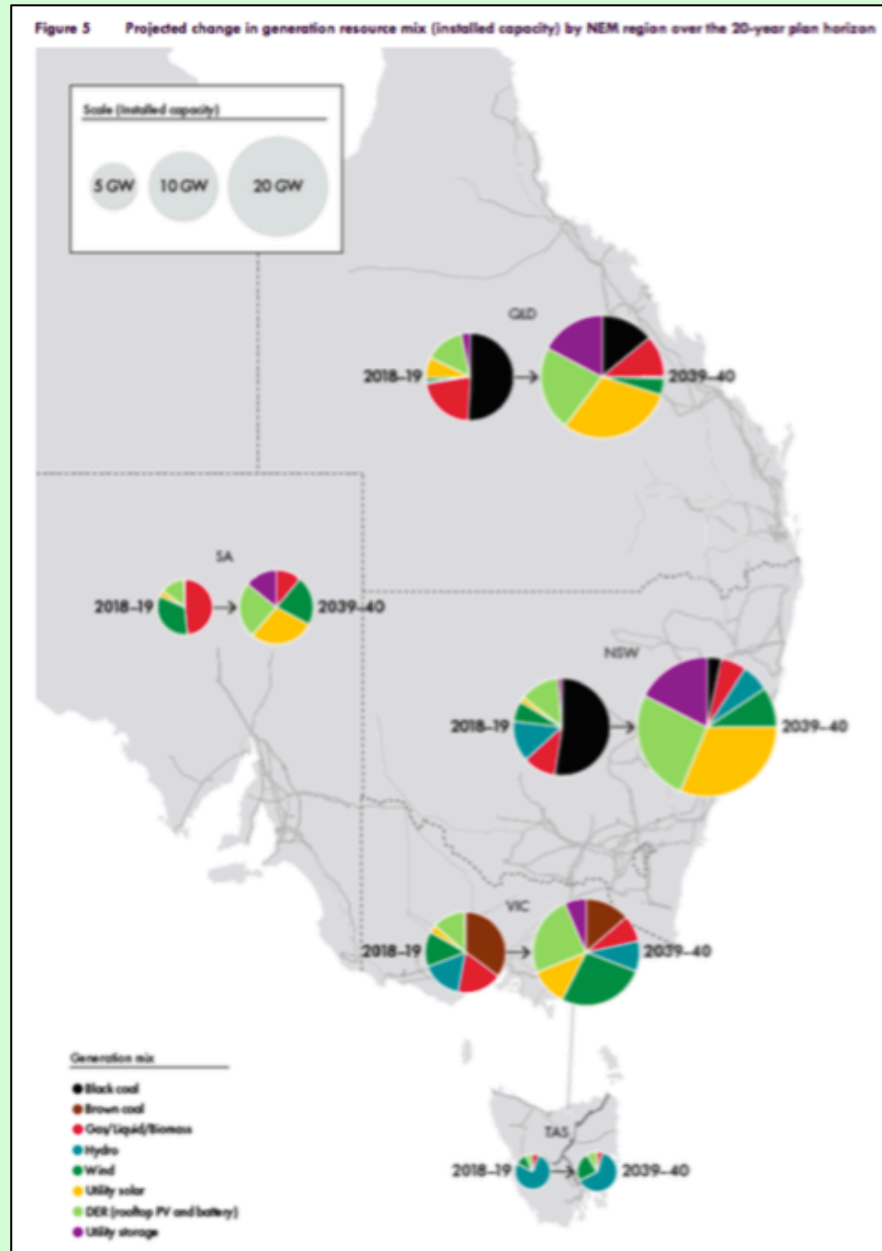 Figure 5 Projected change in generation resource mix (installed capacity) by NEM region over the 20-year plan horizon
Scale (installed capacity)
5 GW 10 GW 20 GW
QLD
2018–19 2039–40
SA
2018–19 2039–40
NSW
2018–19 2039–40
VIC
2018–19 2039–40
TAS
2018–19 2039–40
Generation mix
Black coal
Brown coal
Gas/Liquid/Biomass
Hydro
Wind
Utility solar
DER (rooftop PV and battery)
Utility storage